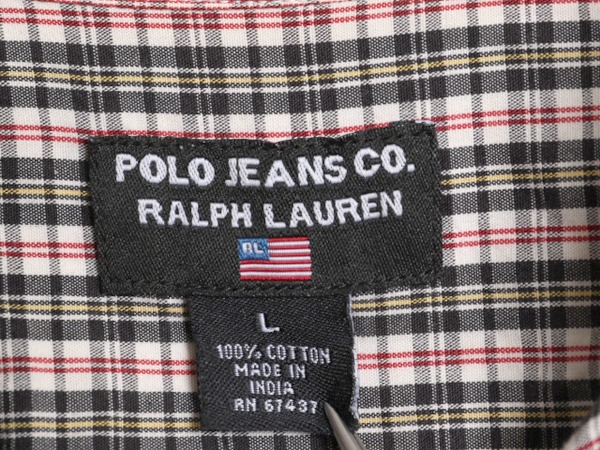 POLO JEANS CO.
RALPH LAUREN
RL
L
100% COTTON
MADE IN
INDIA
RN 67437